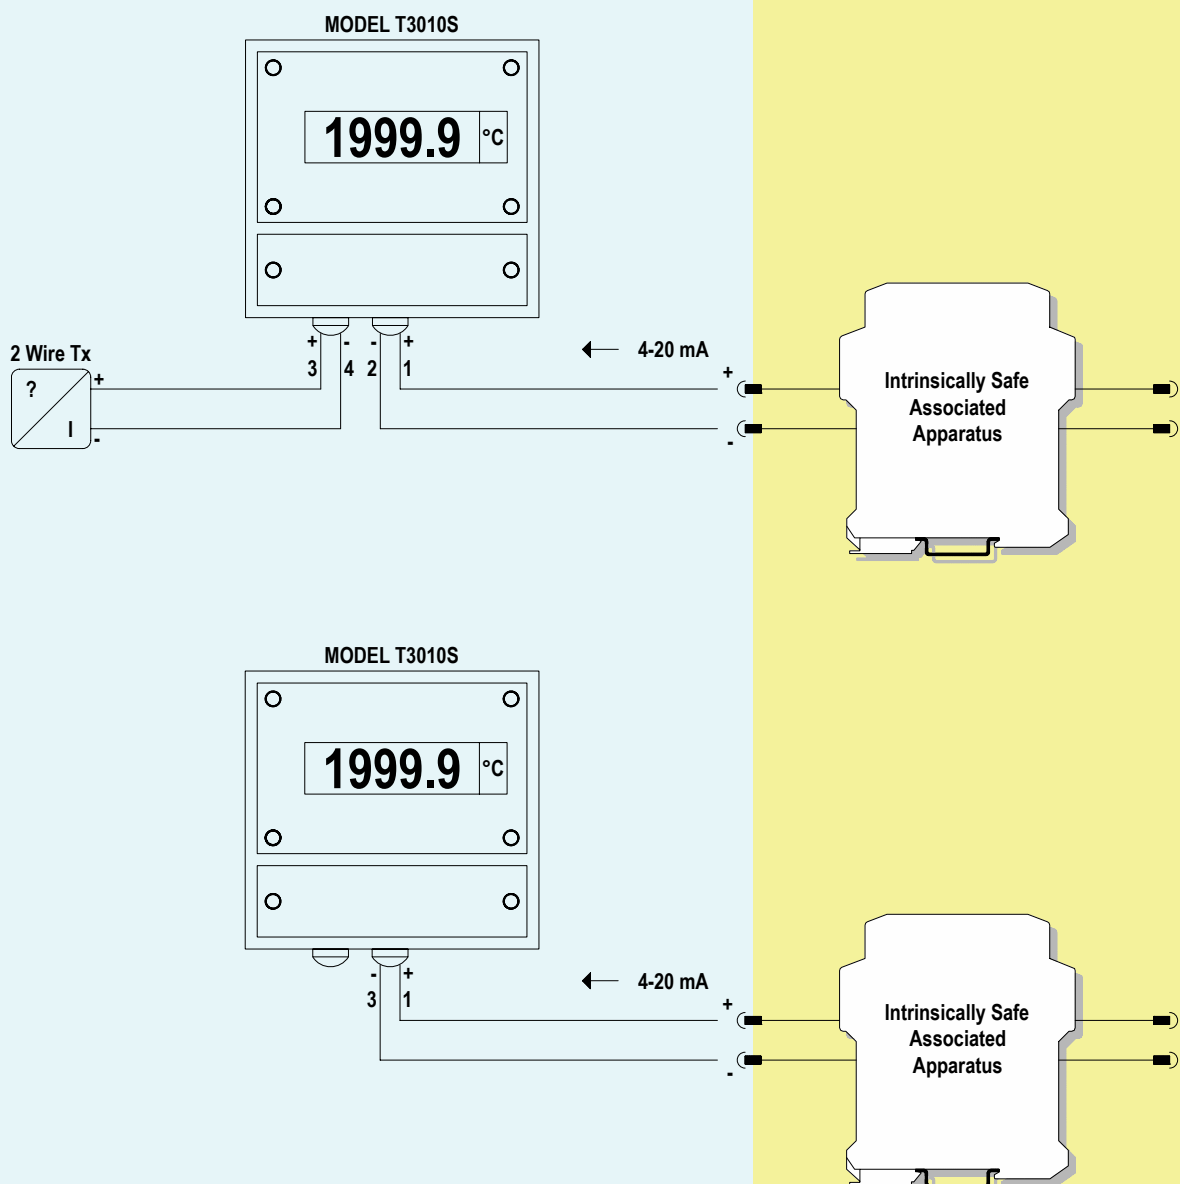 MODEL T3010S
1999.9 °C
+ - - +
3 4 2 1
4-20 mA
2 Wire Tx
? +
I -
+
-
Intrinsically Safe
Associated
Apparatus
MODEL T3010S
1999.9 °C
- +
3 1
4-20 mA
+
-
Intrinsically Safe
Associated
Apparatus